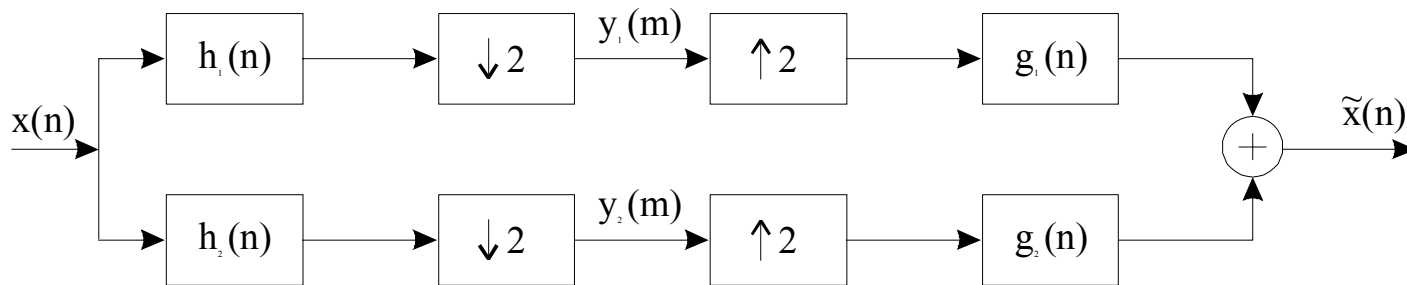 h₁(n) ↓2 y₁(m) ↑2 g₁(n)
x(n) + x̃(n)
h₂(n) ↓2 y₂(m) ↑2 g₂(n)